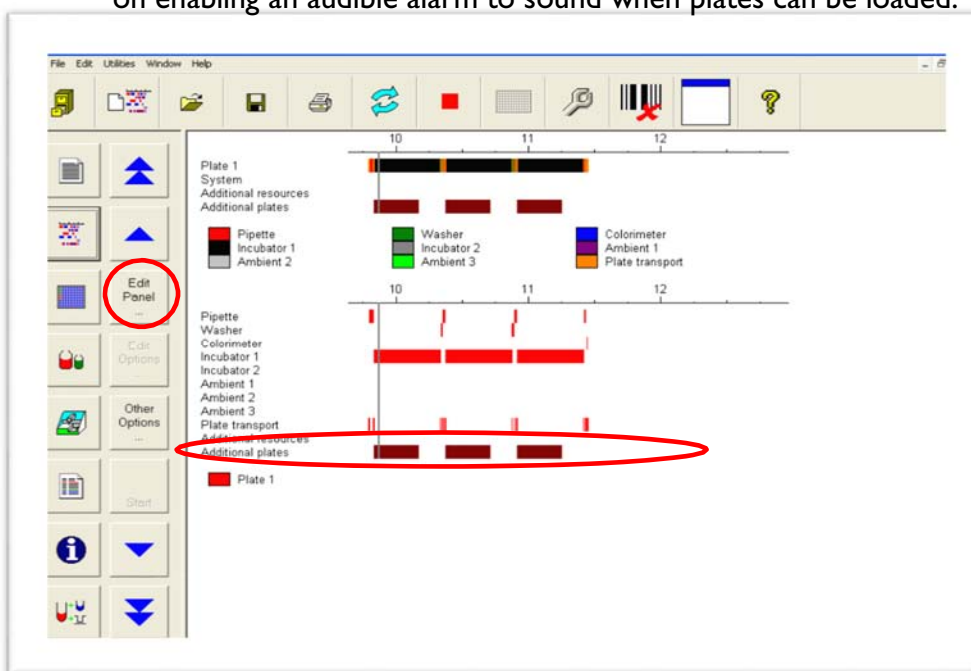 on enabling an audible alarm to sound when plates can be loaded.
File Edit Utilities Window Help
10 11 12
Plate 1
System
Additional resources
Additional plates
Pipette Washer Colorimeter
Incubator 1 Incubator 2 Ambient 1
Ambient 2 Ambient 3 Plate transport
Edit
Panel
...
10 11 12
Pipette
Washer
Colorimeter
Incubator 1
Incubator 2
Ambient 1
Ambient 2
Ambient 3
Plate transport
Additional resources
Additional plates
Plate 1
Edit
Options
...
Other
Options
...
Start